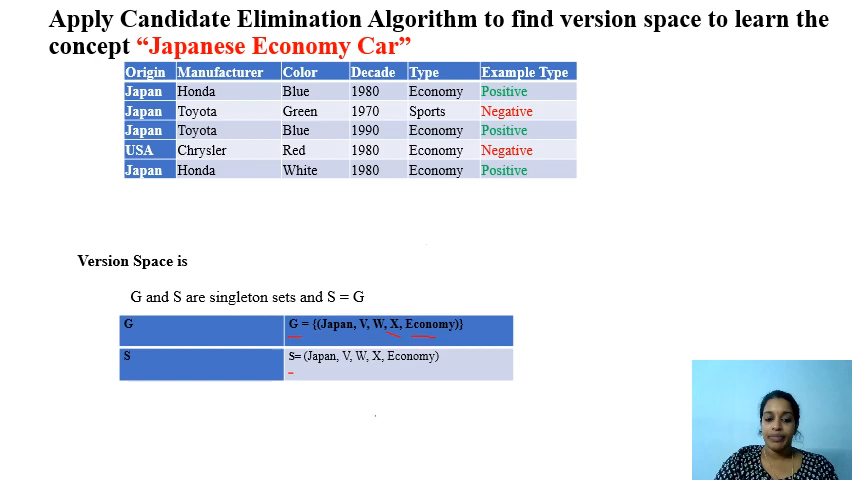 Apply Candidate Elimination Algorithm to find version space to learn the
concept “Japanese Economy Car”
Origin Manufacturer Color Decade Type Example Type
Japan Honda Blue 1980 Economy Positive
Japan Toyota Green 1970 Sports Negative
Japan Toyota Blue 1990 Economy Positive
USA Chrysler Red 1980 Economy Negative
Japan Honda White 1980 Economy Positive
Version Space is
G and S are singleton sets and S = G
G G = {(Japan, V, W, X, Economy)}
S S= (Japan, V, W, X, Economy)